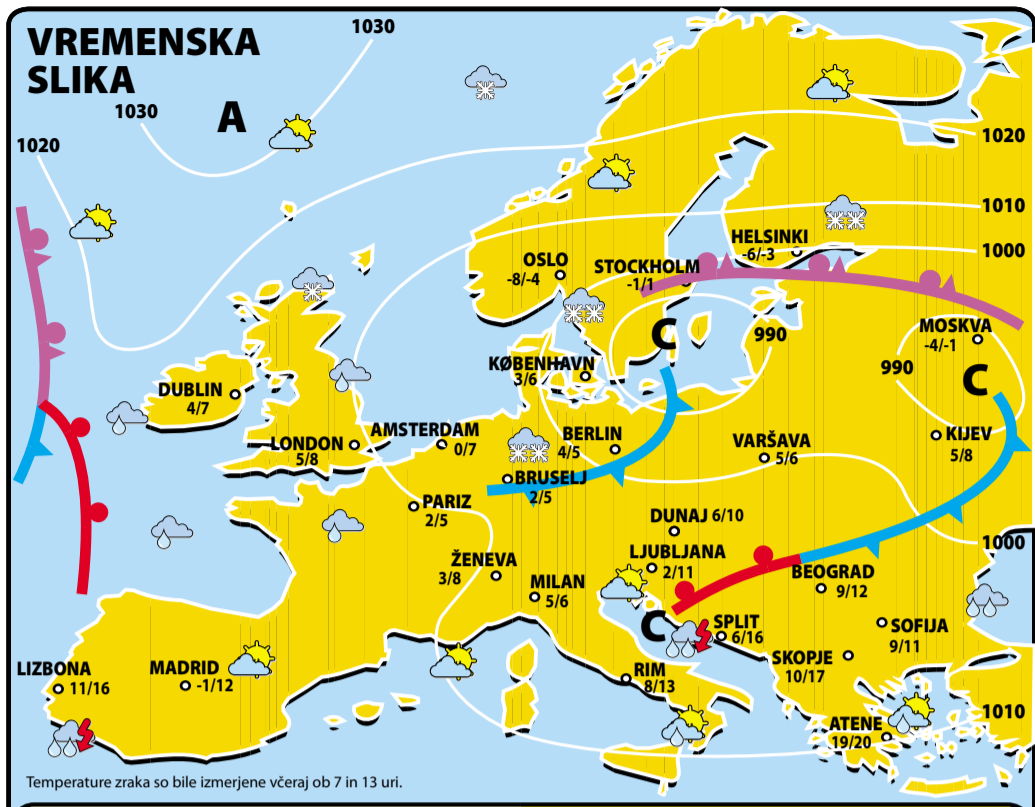 VREMENSKA
SLIKA
1030
1030
A
1020
1020
1010
1000
HELSINKI
-6/-3
OSLO
-8/-4
STOCKHOLM
-1/1
C
990
MOSKVA
-4/-1
990
C
KØBENHAVN
3/6
DUBLIN
4/7
AMSTERDAM
0/7
LONDON
5/8
BERLIN
4/5
VARŠAVA
5/6
KIJEV
5/8
BRUSELJ
2/5
PARIZ
2/5
DUNAJ 6/10
1000
ŽENEVA
3/8
LJUBLJANA
2/11
MILAN
5/6
BEOGRAD
9/12
C
SPLIT
6/16
SOFIJA
9/11
SKOPJE
10/17
LIZBONA
11/16
MADRID
-1/12
RIM
8/13
1010
ATENE
19/20
Temperature zraka so bile izmerjene včeraj ob 7 in 13 uri.